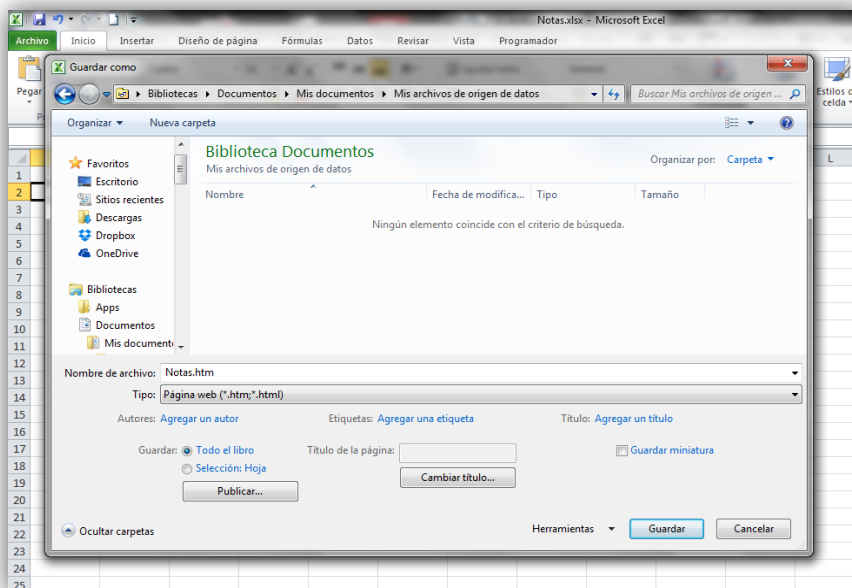 Notas.xlsx - Microsoft Excel
Archivo Inicio Insertar Diseño de página Fórmulas Datos Revisar Vista Programador
Guardar como
Pegar
Estilos
celda
Bibliotecas Documentos Mis documentos Mis archivos de origen de datos Buscar Mis archivos de origen ...
Organizar Nueva carpeta
Favoritos
Escritorio
Sitios recientes
Descargas
Dropbox
OneDrive
Bibliotecas
Apps
Documentos
Mis document
Biblioteca Documentos
Mis archivos de origen de datos
Organizar por: Carpeta
Nombre Fecha de modifica... Tipo Tamaño
Ningún elemento coincide con el criterio de búsqueda.
L
1
2
3
4
5
6
7
8
9
10
11
12
13
14
15
16
17
18
19
20
21
22
23
24
25
Nombre de archivo: Notas.htm
Tipo: Página web (*.htm;*.html)
Autores: Agregar un autor Etiquetas: Agregar una etiqueta Título: Agregar un título
Guardar: Todo el libro Título de la página: Guardar miniatura
Selección: Hoja
Cambiar título...
Publicar...
Ocultar carpetas Herramientas Guardar Cancelar